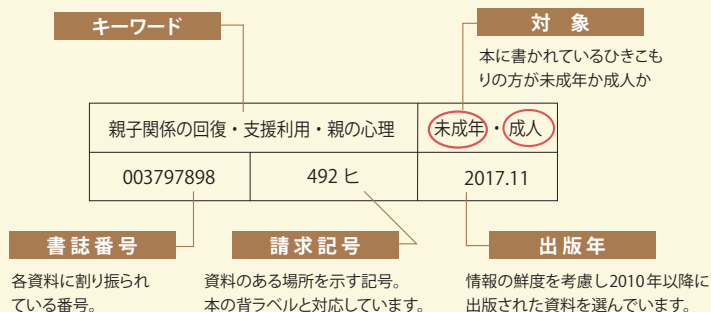 キーワード
対象
本に書かれているひきこも
りの方が未成年か成人か
親子関係の回復・支援利用・親の心理
未成年・成人
003797898
492 ヒ
2017.11
書誌番号
各資料に割り振られ
ている番号。
請求記号
資料のある場所を示す記号。
本の背ラベルと対応しています。
出版年
情報の鮮度を考慮し2010年以降に
出版された資料を選んでいます。